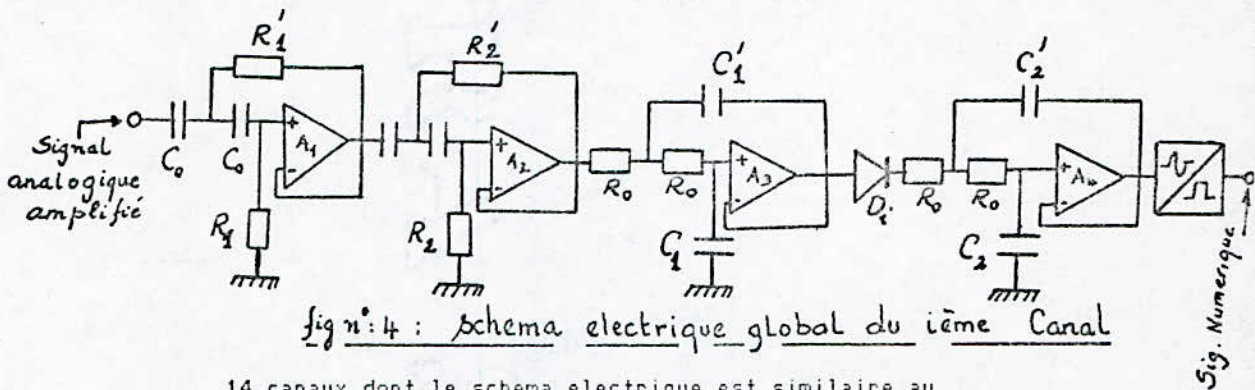 R'1
R'2
C'1
C'2
Signal
analogique
amplifié
C0
C0
R1
+
-
A1
R2
+
-
A2
R0
R0
C1
+
-
A3
Di
R0
R0
C2
+
-
Sig. Numerique
fig n°: 4 : schema electrique global du ième Canal
14 canaux dont le schema electrique est similaire au